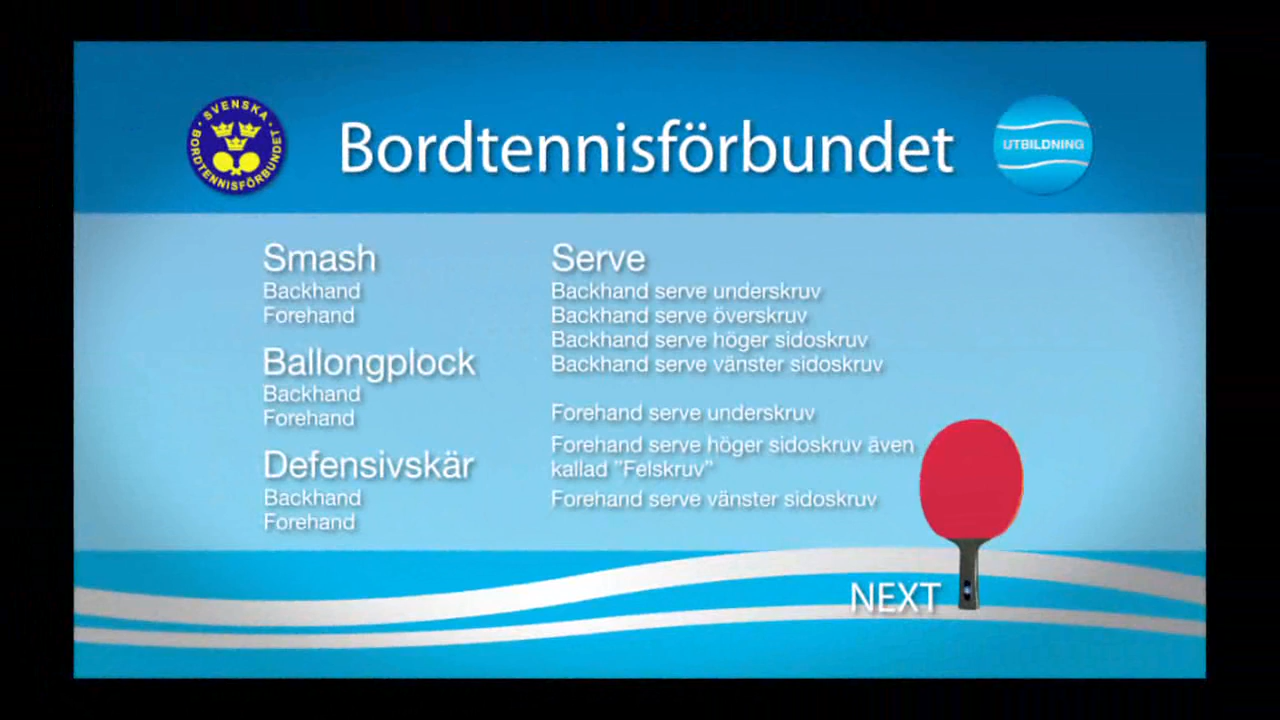 SVENSKA
BORDTENNISFÖRBUNDET
Bordtennisförbundet
UTBILDNING
Smash
Backhand
Forehand
Ballongplock
Backhand
Forehand
Defensivskär
Backhand
Forehand
Serve
Backhand serve underskruv
Backhand serve överskruv
Backhand serve höger sidoskruv
Backhand serve vänster sidoskruv
Forehand serve underskruv
Forehand serve höger sidoskruv även
kallad ”Felskruv”
Forehand serve vänster sidoskruv
NEXT